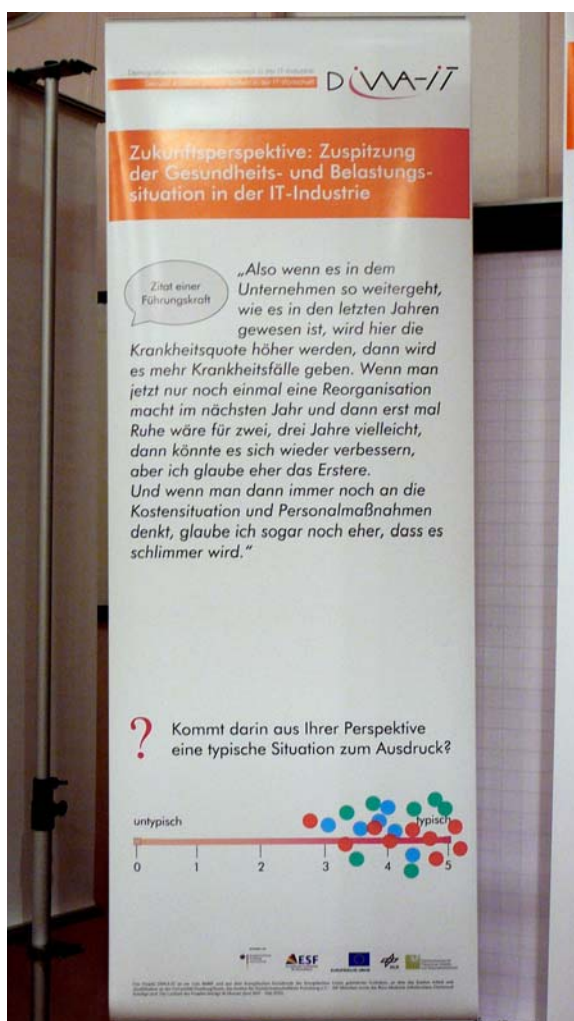 DIWA-IT
Zukunftsperspektive: Zuspitzung
der Gesundheits- und Belastungs-
situation in der IT-Industrie
Zitat einer
Führungskraft
„Also wenn es in dem
Unternehmen so weitergeht,
wie es in den letzten Jahren
gewesen ist, wird hier die
Krankheitsquote höher werden, dann wird
es mehr Krankheitsfälle geben. Wenn man
jetzt nur noch einmal eine Reorganisation
macht im nächsten Jahr und dann erst mal
Ruhe wäre für zwei, drei Jahre vielleicht,
dann könnte es sich wieder verbessern,
aber ich glaube eher das Erstere.
Und wenn man dann immer noch an die
Kostensituation und Personalmaßnahmen
denkt, glaube ich sogar noch eher, dass es
schlimmer wird.“
? Kommt darin aus Ihrer Perspektive
eine typische Situation zum Ausdruck?
untypisch typisch
0 1 2 3 4 5
ESF
EUROPÄISCHE UNION
DLR